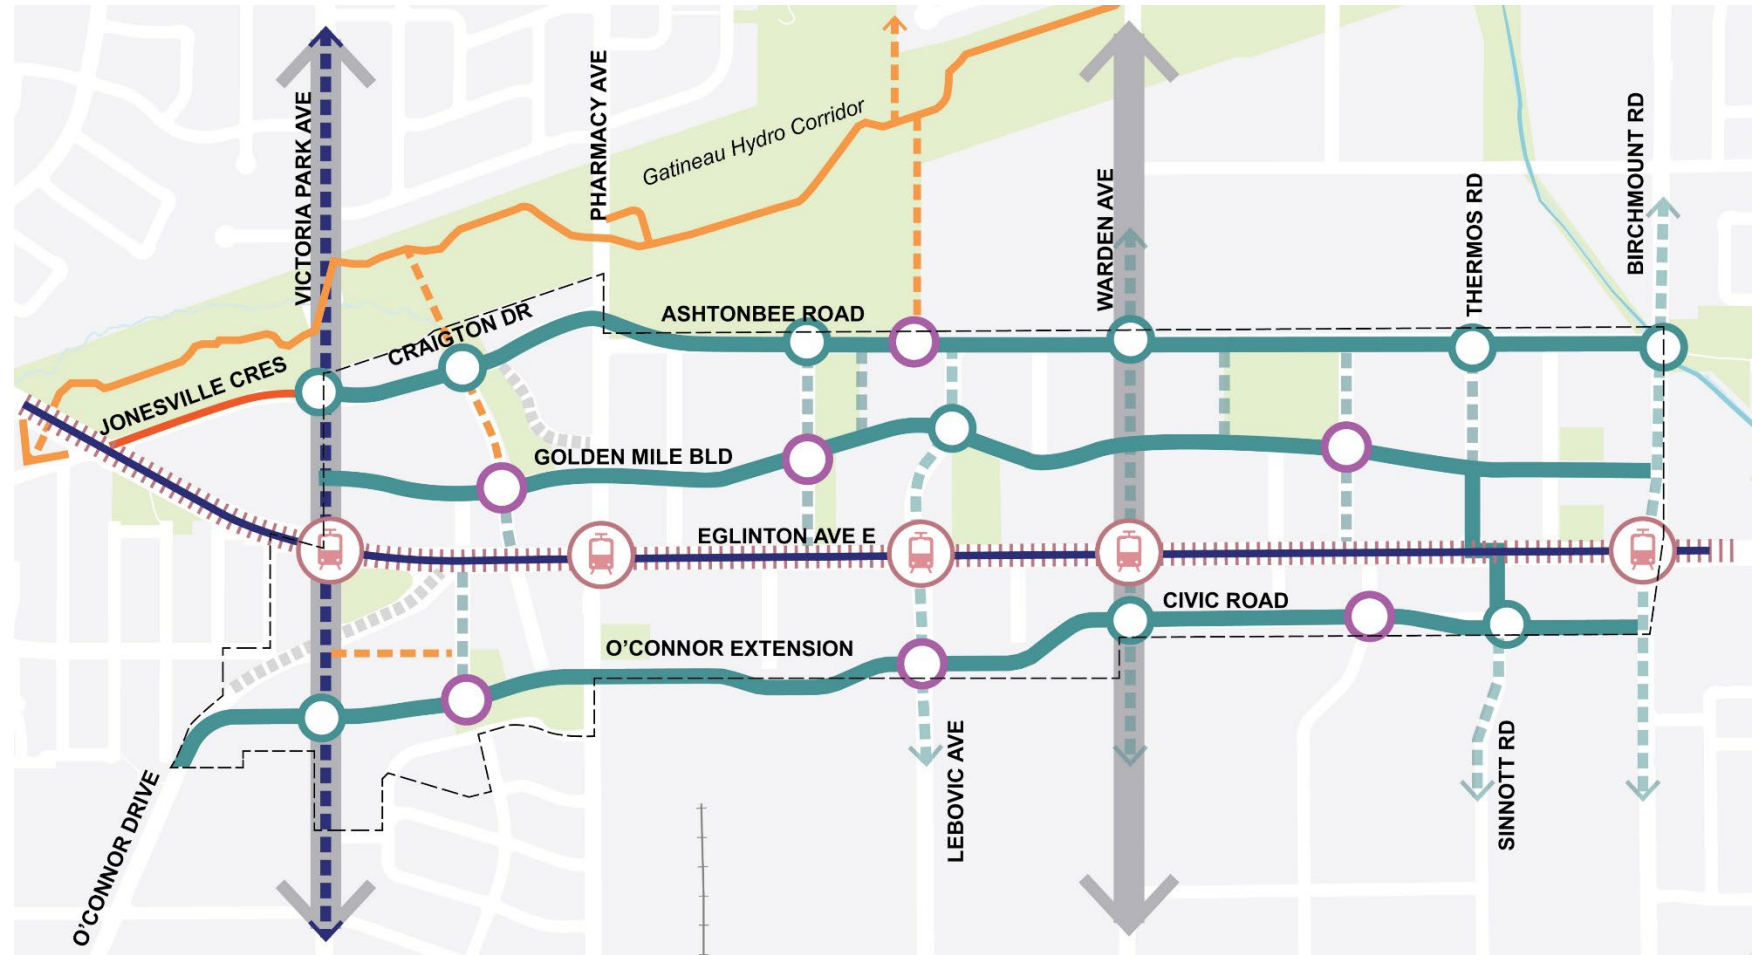 VICTORIA PARK AVE
PHARMACY AVE
Gatineau Hydro Corridor
WARDEN AVE
THERMOS RD
BIRCHMOUNT RD
ASHTONBEE ROAD
CRAIGTON DR
JONESVILLE CRES
GOLDEN MILE BLD
EGLINTON AVE E
CIVIC ROAD
O'CONNOR EXTENSION
LEBOVIC AVE
SINNOTT RD
O'CONNOR DRIVE